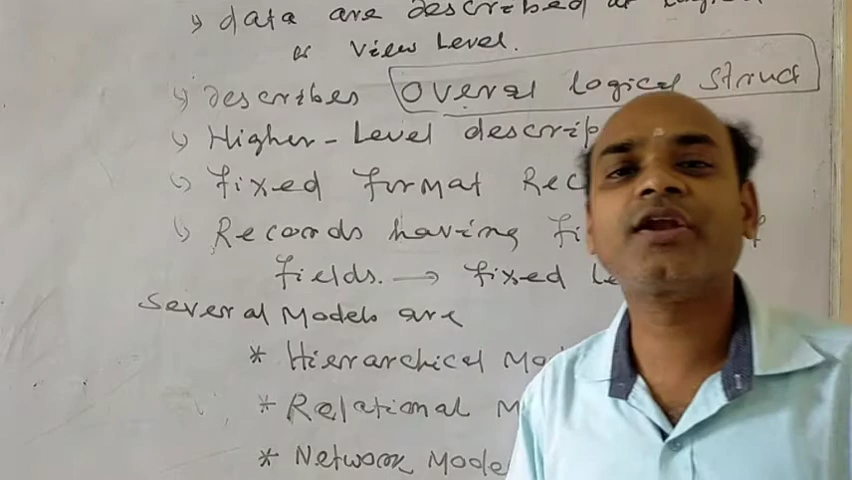 ↳ data are described at
or View Level.
↳ Describes Overal logical Struct
↳ Higher-Level descrip
↳ Fixed Format Rec
↳ Records having Fi
fields. → fixed Le
Several Models are
* Hierarchical Mo
* Relational M
* Network Mode